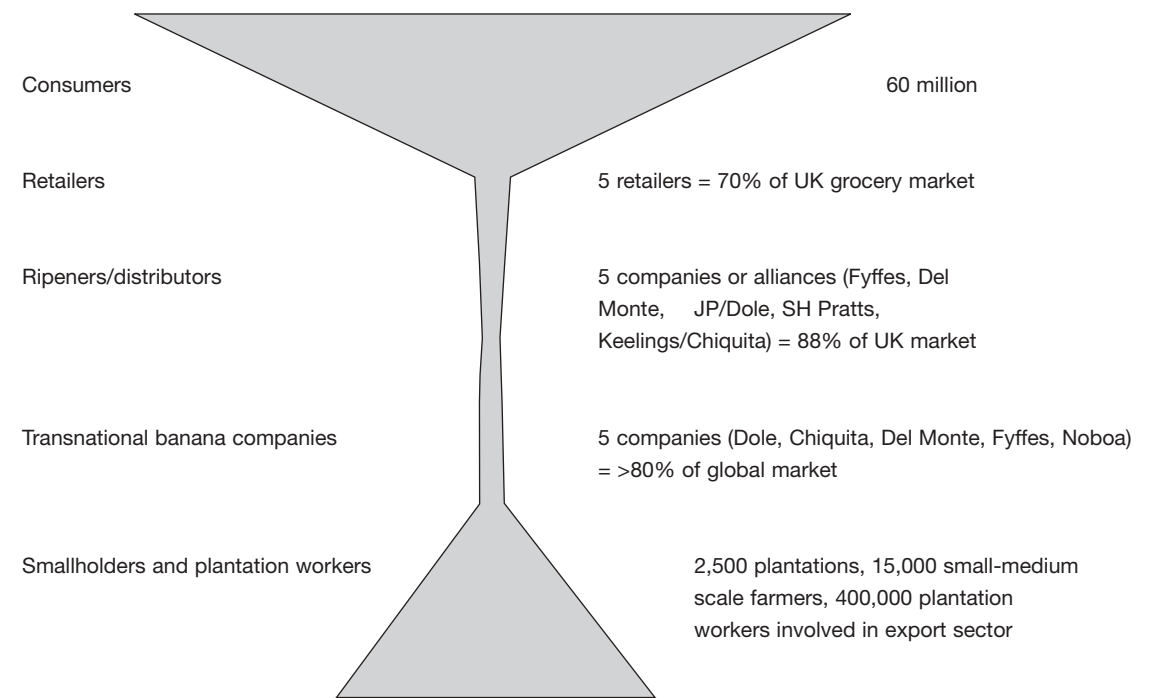 Consumers 60 million
Retailers 5 retailers = 70% of UK grocery market
Ripeners/distributors 5 companies or alliances (Fyffes, Del
Monte, JP/Dole, SH Pratts,
Keelings/Chiquita) = 88% of UK market
Transnational banana companies 5 companies (Dole, Chiquita, Del Monte, Fyffes, Noboa)
= >80% of global market
Smallholders and plantation workers 2,500 plantations, 15,000 small-medium
scale farmers, 400,000 plantation
workers involved in export sector